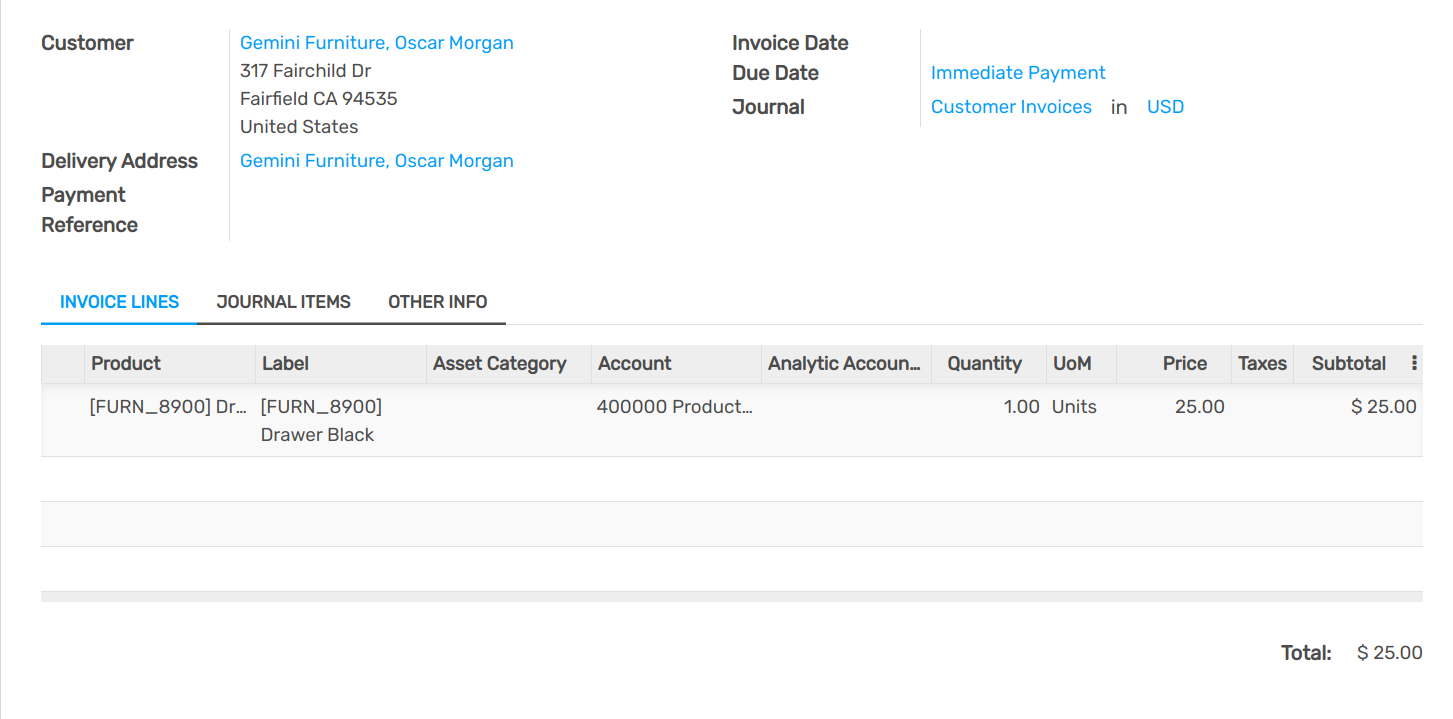 Customer
Gemini Furniture, Oscar Morgan
317 Fairchild Dr
Fairfield CA 94535
United States
Delivery Address
Gemini Furniture, Oscar Morgan
Payment
Reference
Invoice Date
Due Date
Immediate Payment
Journal
Customer Invoices in USD
INVOICE LINES JOURNAL ITEMS OTHER INFO
Product Label Asset Category Account Analytic Accoun... Quantity UoM Price Taxes Subtotal
[FURN_8900] Dr... [FURN_8900] 400000 Product... 1.00 Units 25.00 $ 25.00
Drawer Black
Total: $ 25.00